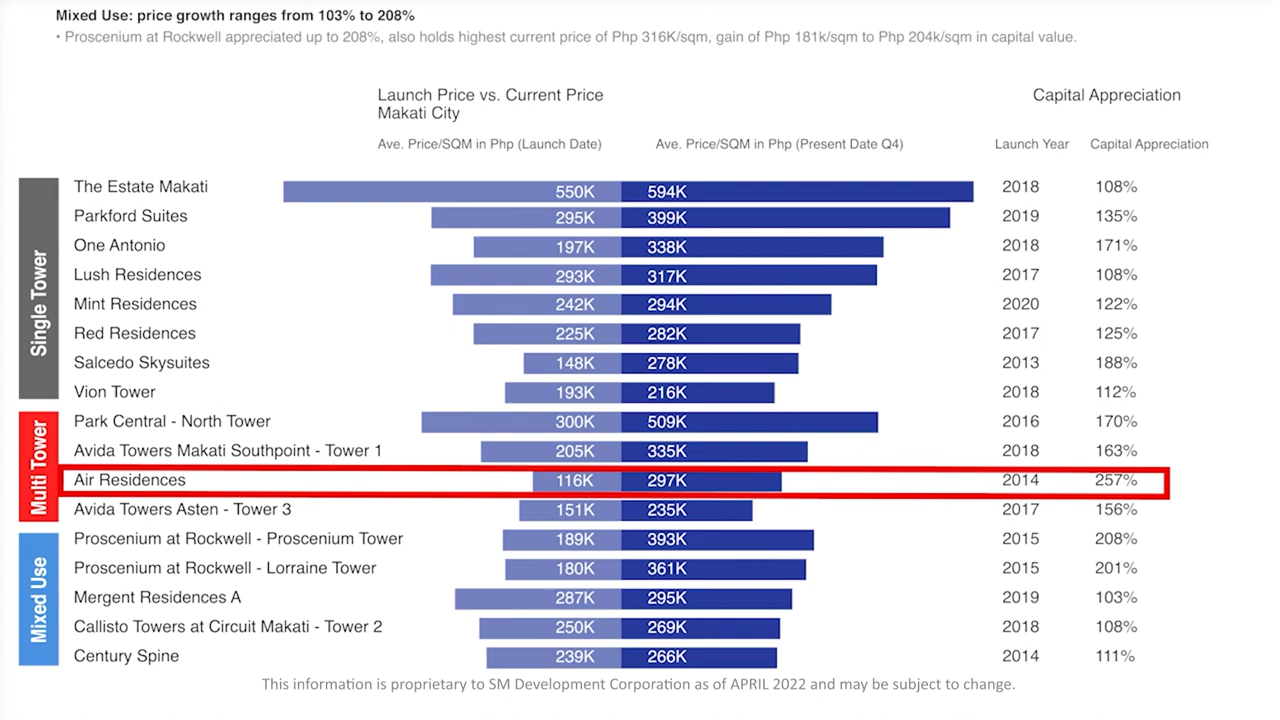 Mixed Use: price growth ranges from 103% to 208%
• Proscenium at Rockwell appreciated up to 208%, also holds highest current price of Php 316K/sqm, gain of Php 181k/sqm to Php 204k/sqm in capital value.
Launch Price vs. Current Price
Makati City
Capital Appreciation
Ave. Price/SQM in Php (Launch Date) Ave. Price/SQM in Php (Present Date Q4) Launch Year Capital Appreciation
Single Tower
The Estate Makati 550K 594K 2018 108%
Parkford Suites 295K 399K 2019 135%
One Antonio 197K 338K 2018 171%
Lush Residences 293K 317K 2017 108%
Mint Residences 242K 294K 2020 122%
Red Residences 225K 282K 2017 125%
Salcedo Skysuites 148K 278K 2013 188%
Vion Tower 193K 216K 2018 112%
Multi Tower
Park Central - North Tower 300K 509K 2016 170%
Avida Towers Makati Southpoint - Tower 1 205K 335K 2018 163%
Air Residences 116K 297K 2014 257%
Avida Towers Asten - Tower 3 151K 235K 2017 156%
Mixed Use
Proscenium at Rockwell - Proscenium Tower 189K 393K 2015 208%
Proscenium at Rockwell - Lorraine Tower 180K 361K 2015 201%
Mergent Residences A 287K 295K 2019 103%
Callisto Towers at Circuit Makati - Tower 2 250K 269K 2018 108%
Century Spine 239K 266K 2014 111%
This information is proprietary to SM Development Corporation as of APRIL 2022 and may be subject to change.